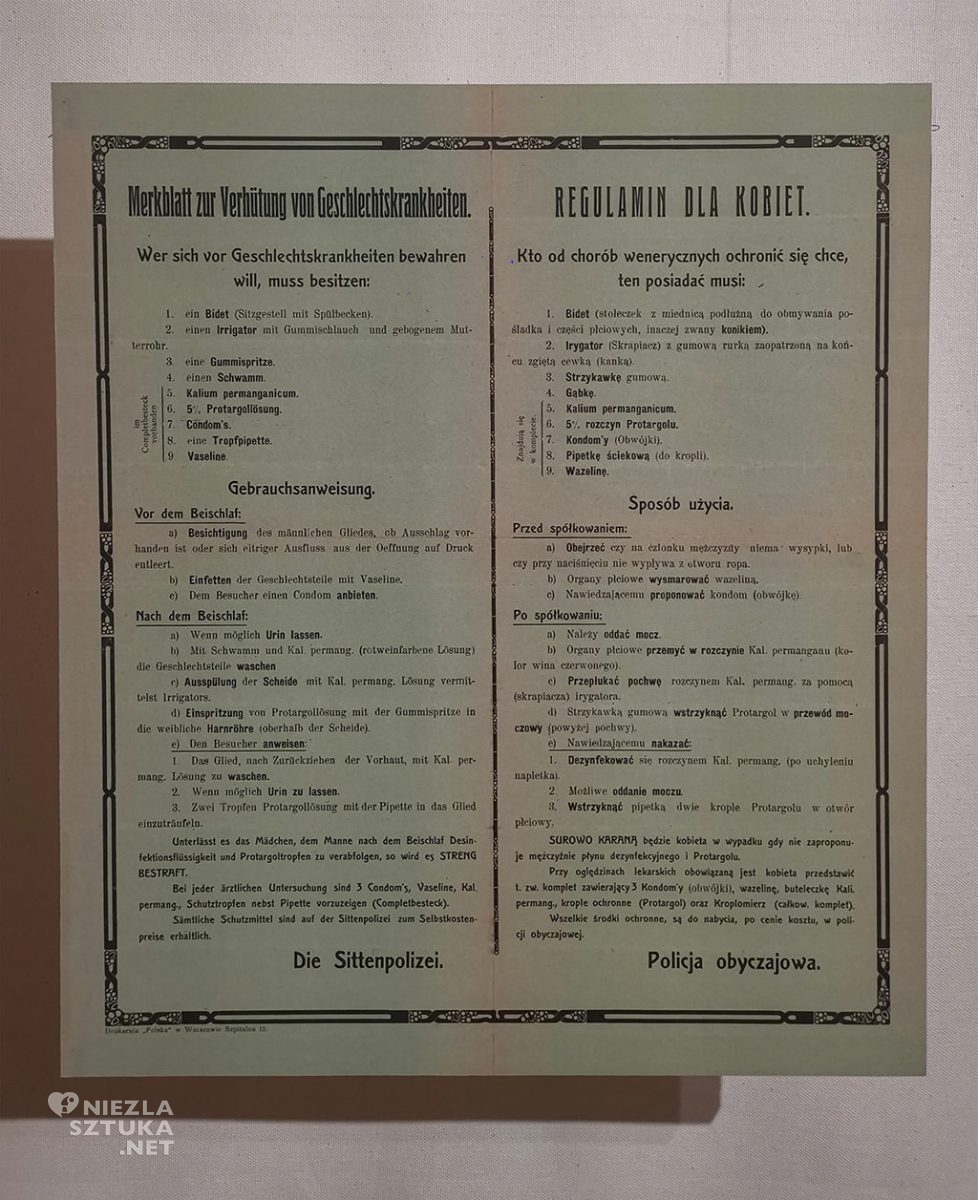 Merkblatt zur Verhütung von Geschlechtskrankheiten.
Wer sich vor Geschlechtskrankheiten bewahren
will, muss besitzen:
1. ein Bidet (Sitzgestell mit Spülbecken).
2. einen Irrigator mit Gummischlauch und gebogenem Mut-
terrohr.
3. eine Gummispritze.
4. einen Schwamm.
im
Completbesteck
vorhanden
5. Kalium permanganicum.
6. 5% Protargollösung.
7. Condom's.
8. eine Tropfpipette.
9 Vaseline.
Gebrauchsanweisung.
Vor dem Beischlaf:
a) Besichtigung des männlichen Gliedes, ob Ausschlag vor-
handen ist oder sich eitriger Ausfluss aus der Oeffnung auf Druck
entleert.
b) Einfetten der Geschlechtsteile mit Vaseline.
c) Dem Besucher einen Condom anbieten.
Nach dem Beischlaf:
a) Wenn möglich Urin lassen.
b) Mit Schwamm und Kal. permang. (rotweinfarbene Lösung)
die Geschlechtsteile waschen
c) Ausspülung der Scheide mit Kal. permang. Lösung vermit-
telst Irrigators.
d) Einspritzung von Protargollösung mit der Gummispritze in
die weibliche Harnröhre (oberhalb der Scheide).
e) Den Besucher anweisen:
1. Das Glied, nach Zurückziehen der Vorhaut, mit Kal. per-
mang. Lösung zu waschen.
2. Wenn möglich Urin zu lassen.
3. Zwei Tropfen Protargollösung mit der Pipette in das Glied
einzuträufeln.
Unterlässt es das Mädchen, dem Manne nach dem Beischlaf Desin-
fektionsflüssigkeit und Protargoltropfen zu verabfolgen, so wird es STRENG
BESTRAFT.
Bei jeder ärztlichen Untersuchung sind 3 Condom's, Vaseline, Kal.
permang., Schutztropfen nebst Pipette vorzuzeigen (Completbesteck).
Sämtliche Schutzmittel sind auf der Sittenpolizei zum Selbstkosten-
preise erhältlich.
Die Sittenpolizei.
Drukarnia „Polska" w Warszawie Szpitalna 12.
REGULAMIN DLA KOBIET.
Kto od chorób wenerycznych ochronić się chce,
ten posiadać musi:
1. Bidet (stołeczek z miednicą podłużną do obmywania po-
śladka i części płciowych, inaczej zwany konikiem).
2. Irygator (Skrapiacz) z gumową rurką zaopatrzoną na koń-
cu zgiętą cewką (kanką).
3. Strzykawkę gumową.
4. Gąbkę.
Znajdują się
w komplecie.
5. Kalium permanganicum.
6. 5% rozczyn Protargolu.
7. Kondom'y (Obwójki).
8. Pipetkę ściekową (do kropli).
9. Wazelinę.
Sposób użycia.
Przed spółkowaniem:
a) Obejrzeć czy na członku mężczyzny niema wysypki, lub
czy przy naciśnięciu nie wypływa z otworu ropa.
b) Organy płciowe wysmarować wazeliną.
c) Nawiedzającemu proponować kondom (obwójkę).
Po spółkowaniu:
a) Należy oddać mocz.
b) Organy płciowe przemyć w rozczynie Kal. permanganu (ko-
lor wina czerwonego).
c) Przepłukać pochwę rozczynem Kal. permang. za pomocą
(skrapiacza) irygatora.
d) Strzykawką gumową wstrzyknąć Protargol w przewód mo-
czowy (powyżej pochwy).
e) Nawiedzającemu nakazać:
1. Dezynfekować się rozczynem Kal. permang. (po uchyleniu
napletka).
2. Możliwe oddanie moczu.
3. Wstrzyknąć pipetką dwie krople Protargolu w otwór
płciowy.
SUROWO KARANĄ będzie kobieta w wypadku gdy nie zaproponu-
je mężczyźnie płynu dezynfekcyjnego i Protargolu.
Przy oględzinach lekarskich obowiązaną jest kobieta przedstawić
t. zw. komplet zawierający 3 Kondom'y (obwójki), wazelinę, buteleczkę Kali.
permang., krople ochronne (Protargol) oraz Kroplomierz (całkow. komplet).
Wszelkie środki ochronne, są do nabycia, po cenie kosztu, w poli-
cji obyczajowej.
Policja obyczajowa.
NIEZLA
SZTUKA
.NET